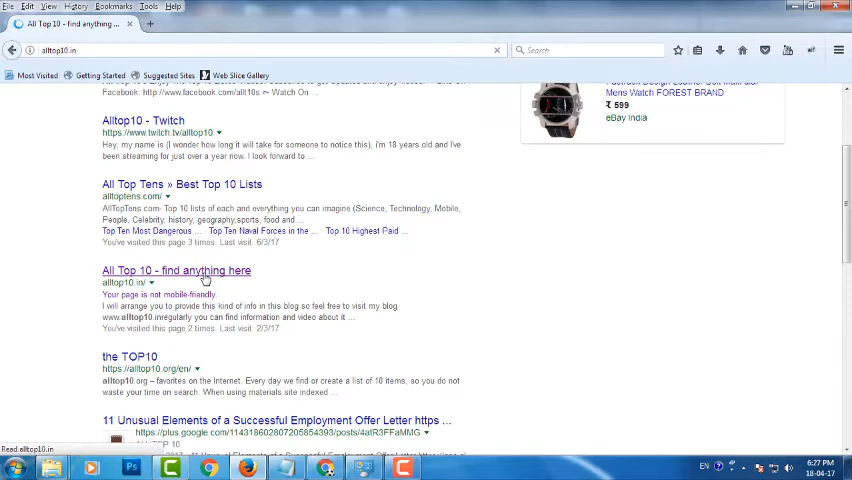 File Edit View History Bookmarks Tools Help
All Top 10 - find anything ...
alltop10.in
Search
Most Visited Getting Started Suggested Sites Web Slice Gallery
Facebook: http://www.facebook.com/allt10s ✂ Watch On ...
Mens Watch FOREST BRAND
₹ 599
eBay India
Alltop10 - Twitch
https://www.twitch.tv/alltop10
Hey, my name is (I wonder how long it will take for someone to notice this), i'm 18 years old and I've
been streaming for just over a year now. I look forward to ...
All Top Tens » Best Top 10 Lists
alltoptens.com/
AllTopTens.com- Top 10 lists of each and everything you can imagine (Science, Technology, Mobile,
People, Celebrity, history, geography,sports, food and ...
Top Ten Most Dangerous ... · Top Ten Naval Forces in the ... · Top 10 Highest Paid ...
You've visited this page 3 times. Last visit: 6/3/17
All Top 10 - find anything here
alltop10.in/
Your page is not mobile-friendly.
I will arrange you to provide this kind of info in this blog so feel free to visit my blog
www.alltop10.inregularly you can find information and video about it ...
You've visited this page 2 times. Last visit: 2/3/17
the TOP10
https://alltop10.org/en/
alltop10.org – favorites on the Internet. Every day we find or create a list of 10 items, so you do not
waste your time on search. When using materials site indexed ...
11 Unusual Elements of a Successful Employment Offer Letter https ...
https://plus.google.com/114318602807205854393/posts/4atR3FFaMMG
ALL TOP 10
Read alltop10.in
Ps
EN
6:27 PM
18-04-17